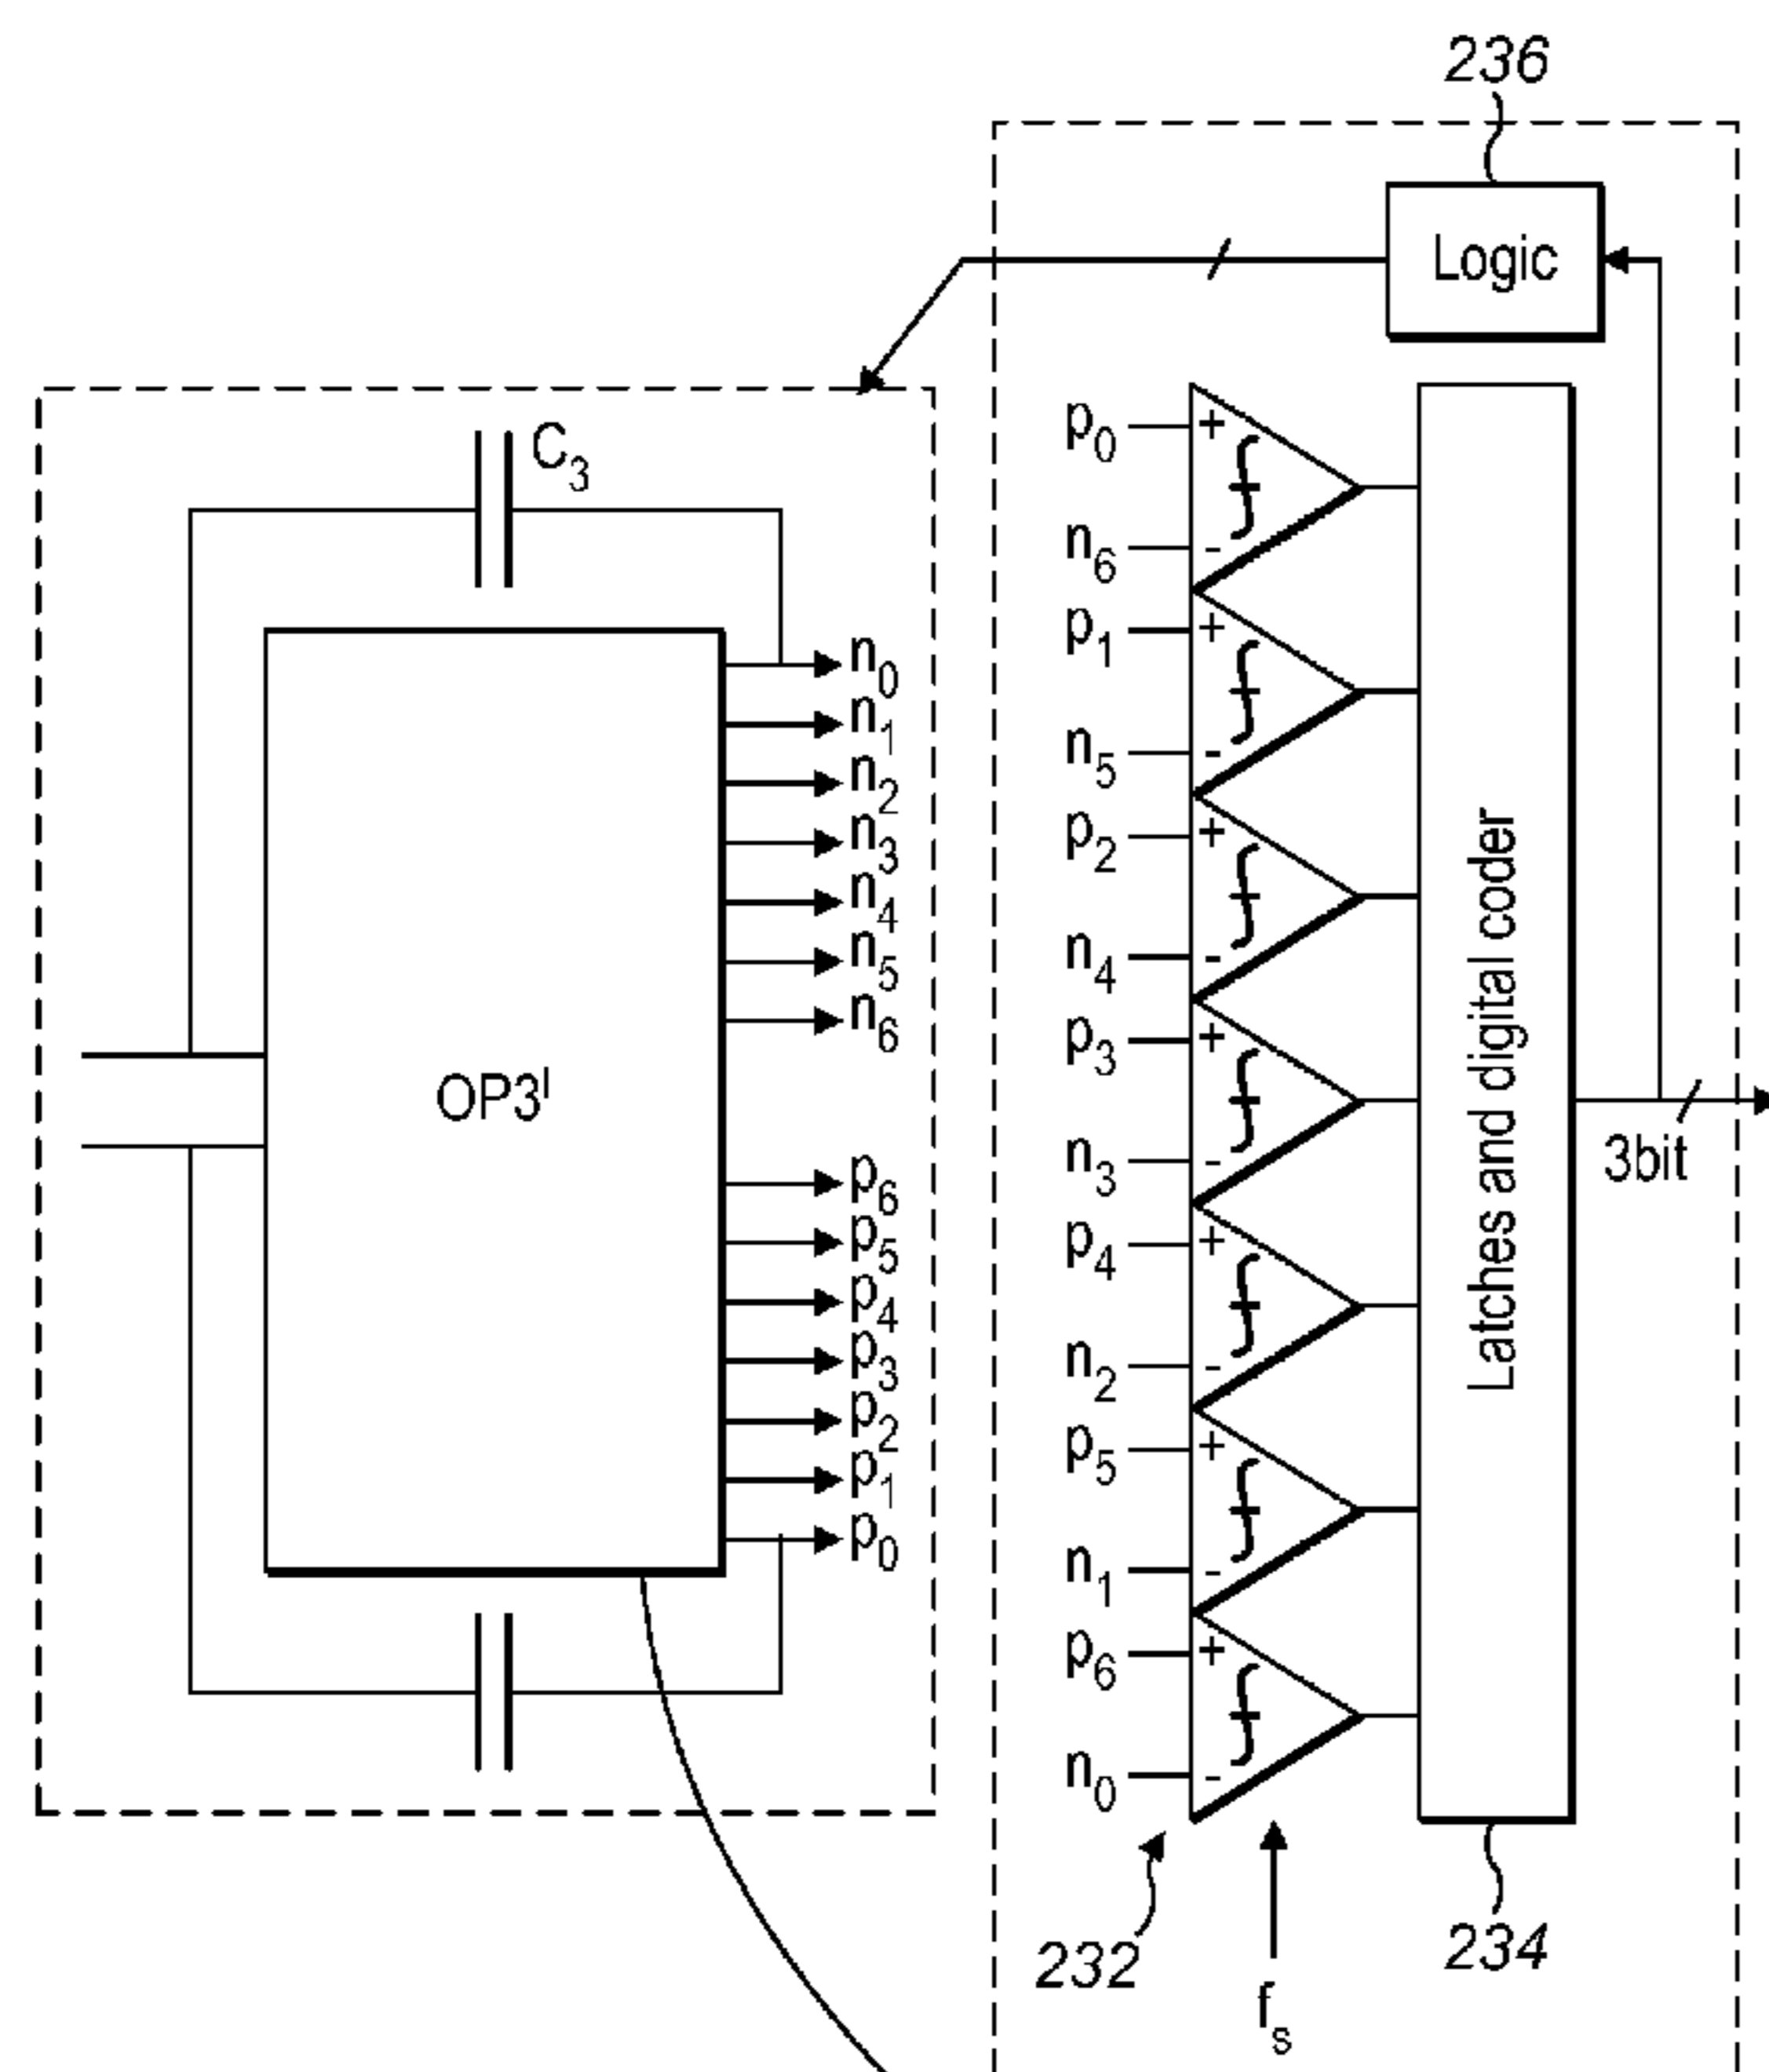 236
Logic
C3
n0
n1
n2
n3
n4
n5
n6
OP3'
p6
p5
p4
p3
p2
p1
p0
p0 +
n6 -
p1 +
n5 -
p2 +
n4 -
p3 +
n3 -
p4 +
n2 -
p5 +
n1 -
p6 +
n0 -
Latches and digital coder
3bit
232
fs
234